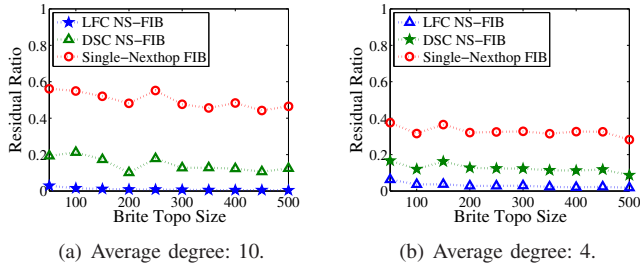 1
0.8
0.6
0.4
0.2
0
Residual Ratio
LFC NS−FIB
DSC NS−FIB
Single−Nexthop FIB
100 200 300 400 500
Brite Topo Size
(a) Average degree: 10.
1
0.8
0.6
0.4
0.2
0
Residual Ratio
LFC NS−FIB
DSC NS−FIB
Single−Nexthop FIB
100 200 300 400 500
Brite Topo Size
(b) Average degree: 4.